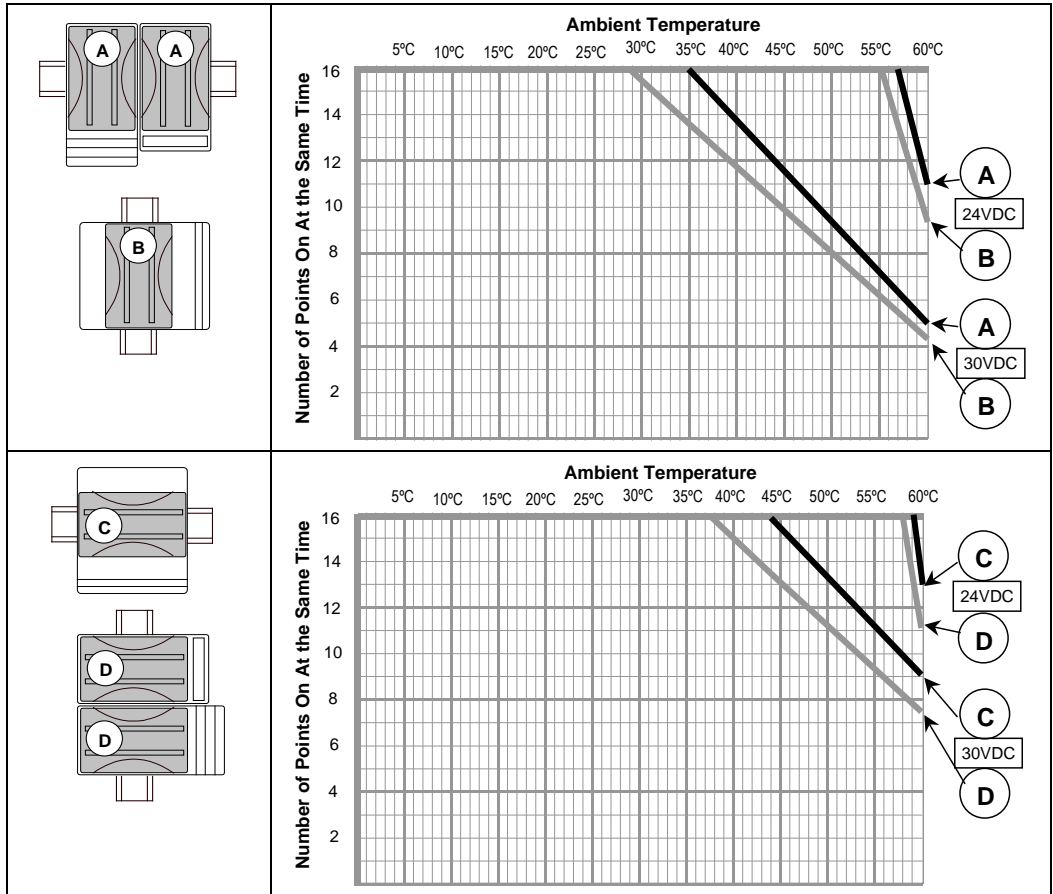 A A
B
Ambient Temperature
5ºC 10ºC 15ºC 20ºC 25ºC 30ºC 35ºC 40ºC 45ºC 50ºC 55ºC 60ºC
Number of Points On At the Same Time
16
14
12
10
8
6
4
2
A
24VDC
B
A
30VDC
B
C
D
D
Ambient Temperature
5ºC 10ºC 15ºC 20ºC 25ºC 30ºC 35ºC 40ºC 45ºC 50ºC 55ºC 60ºC
Number of Points On At the Same Time
16
14
12
10
8
6
4
2
C
24VDC
D
C
30VDC
D